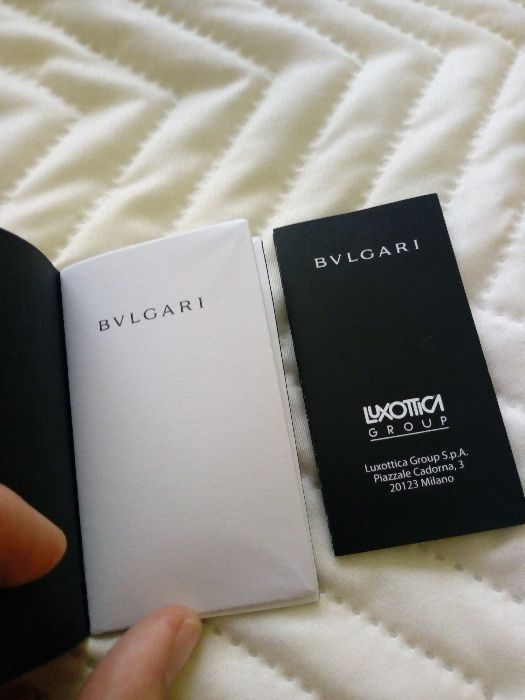 BVLGARI
BVLGARI
LUXOTTICA
GROUP
Luxottica Group S.p.A.
Piazzale Cadorna, 3
20123 Milano